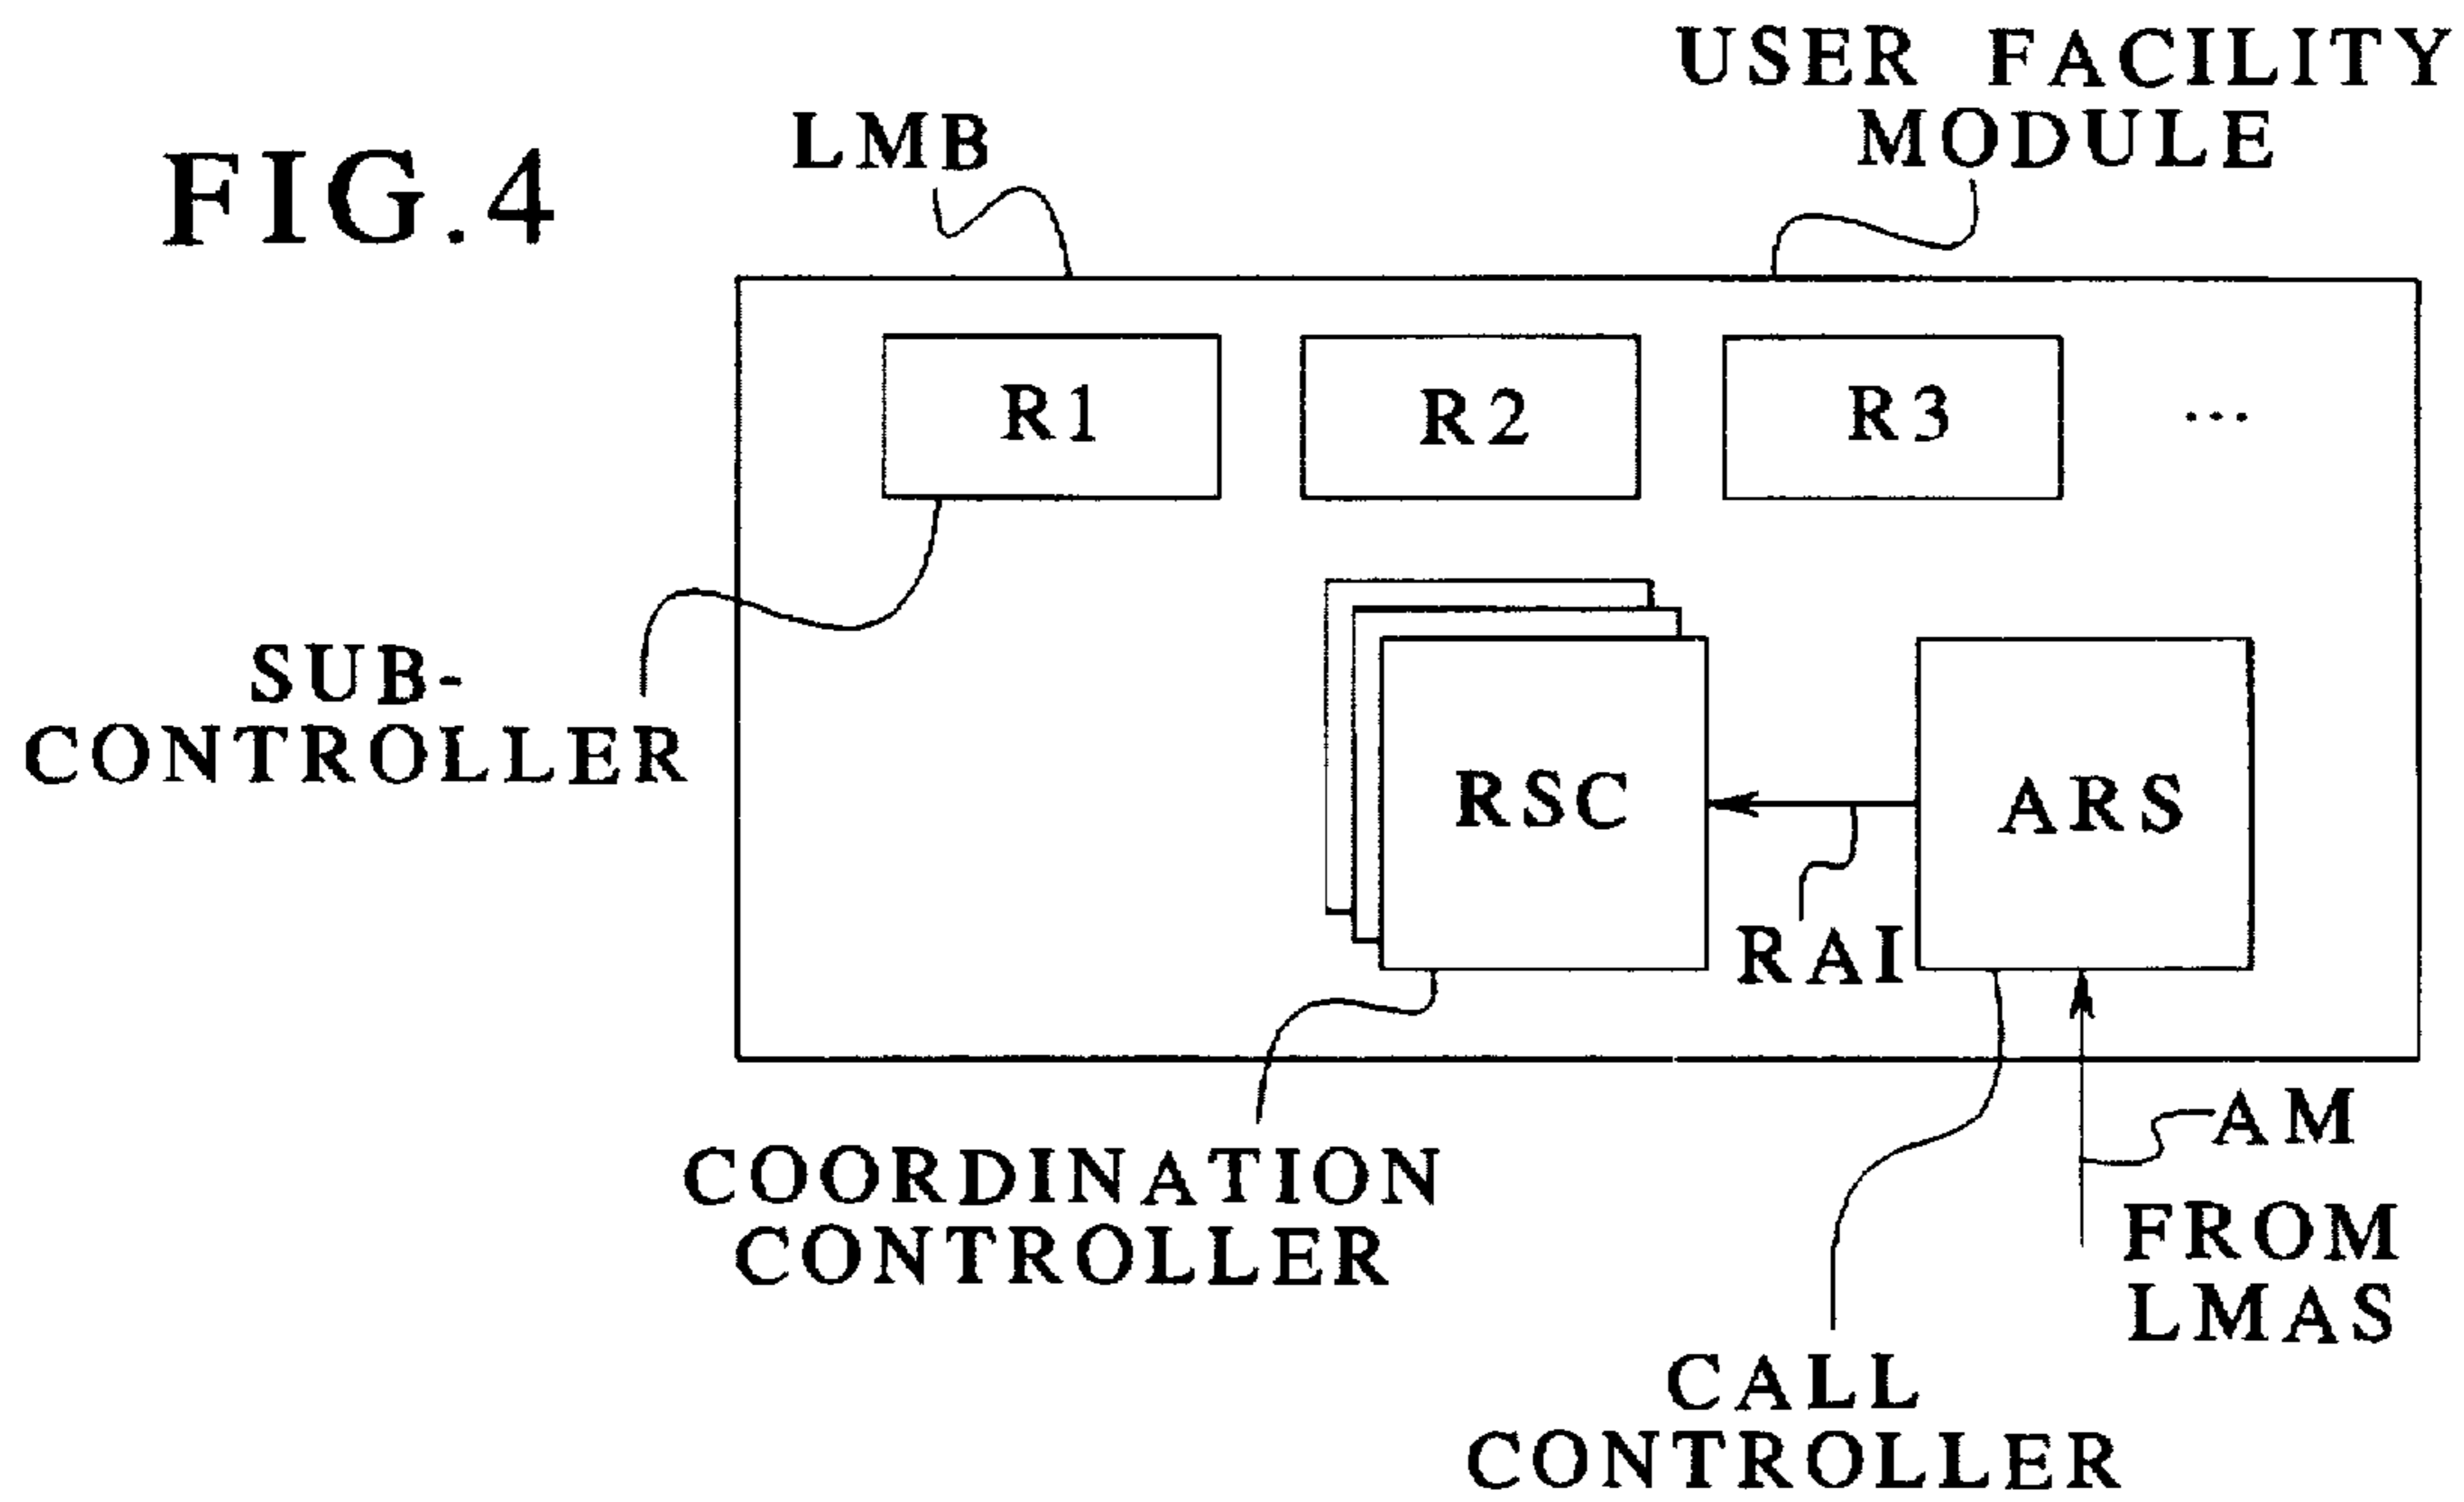 USER FACILITY
MODULE
LMB
FIG.4
R1
R2
R3
...
SUB-
CONTROLLER
RSC
ARS
RAI
AM
COORDINATION
CONTROLLER
FROM
LMAS
CALL
CONTROLLER